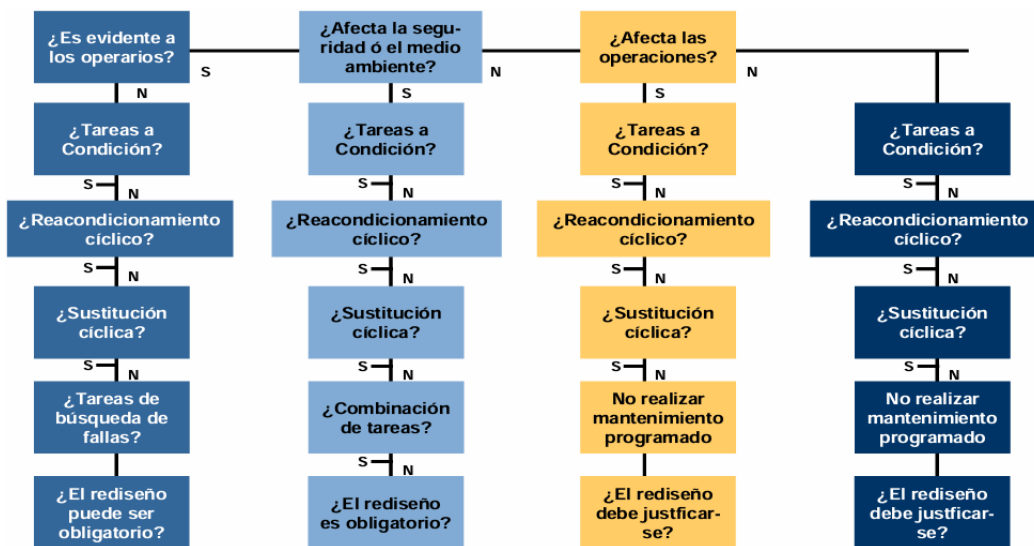 ¿Es evidente a
los operarios?
S
N
¿Tareas a
Condición?
S
N
¿Reacondicionamiento
cíclico?
S
N
¿Sustitución
cíclica?
S
N
¿Tareas de
búsqueda de
fallas?
¿El rediseño
puede ser
obligatorio?
¿Afecta la segu-
ridad ó el medio
ambiente?
N
S
¿Tareas a
Condición?
S
N
¿Reacondicionamiento
cíclico?
S
N
¿Sustitución
cíclica?
S
N
¿Combinación
de tareas?
S
N
¿El rediseño
es obligatorio?
¿Afecta las
operaciones?
N
S
¿Tareas a
Condición?
S
N
¿Reacondicionamiento
cíclico?
S
N
¿Sustitución
cíclica?
S
N
No realizar
mantenimiento
programado
¿El rediseño
debe justficar-
se?
¿Tareas a
Condición?
S
N
¿Reacondicionamiento
cíclico?
S
N
¿Sustitución
cíclica?
S
N
No realizar
mantenimiento
programado
¿El rediseño
debe justficar-
se?